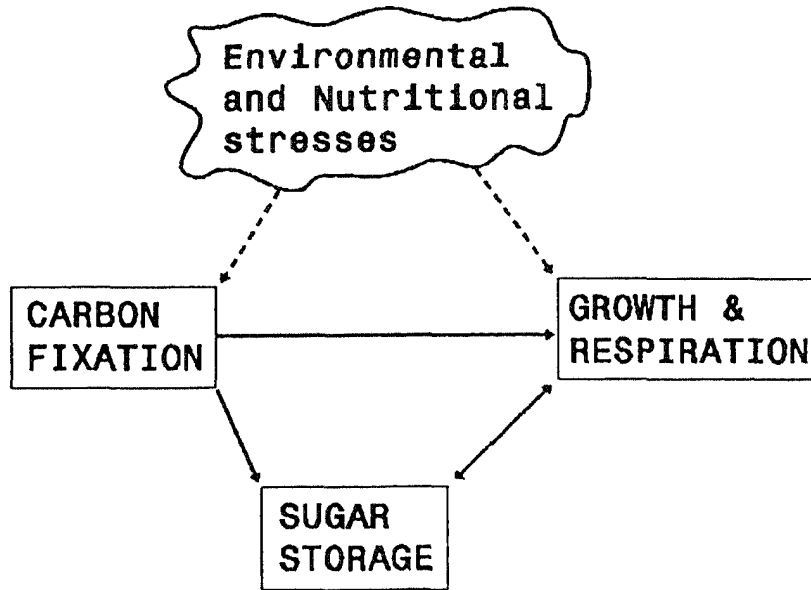 Environmental
and Nutritional
stresses
CARBON
FIXATION
GROWTH &
RESPIRATION
SUGAR
STORAGE